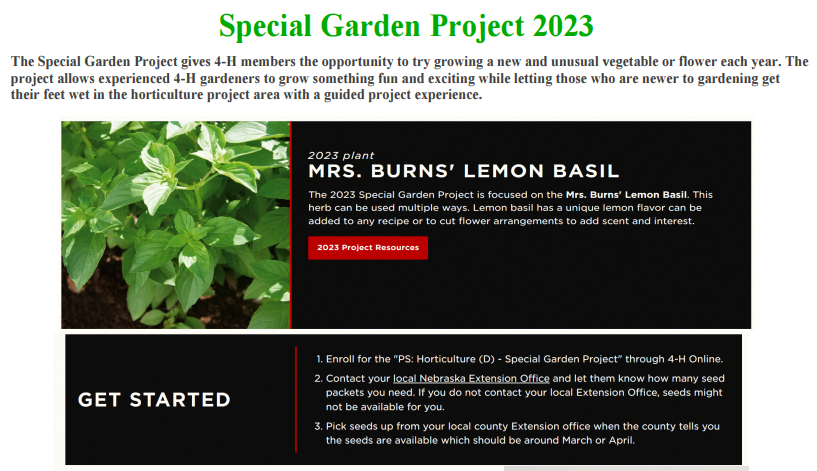 Special Garden Project 2023
The Special Garden Project gives 4-H members the opportunity to try growing a new and unusual vegetable or flower each year. The
project allows experienced 4-H gardeners to grow something fun and exciting while letting those who are newer to gardening get
their feet wet in the horticulture project area with a guided project experience.
2023 plant
MRS. BURNS' LEMON BASIL
The 2023 Special Garden Project is focused on the Mrs. Burns' Lemon Basil. This
herb can be used multiple ways. Lemon basil has a unique lemon flavor can be
added to any recipe or to cut flower arrangements to add scent and interest.
2023 Project Resources
GET STARTED
1. Enroll for the "PS: Horticulture (D) - Special Garden Project" through 4-H Online.
2. Contact your local Nebraska Extension Office and let them know how many seed
packets you need. If you do not contact your local Extension Office, seeds might
not be available for you.
3. Pick seeds up from your local county Extension office when the county tells you
the seeds are available which should be around March or April.